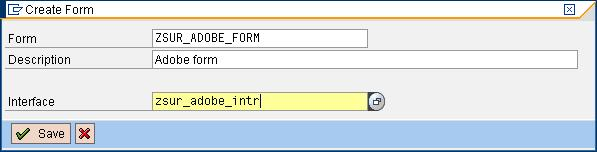 Create Form
Form ZSUR_ADOBE_FORM
Description Adobe form
Interface zsur_adobe_intr
Save